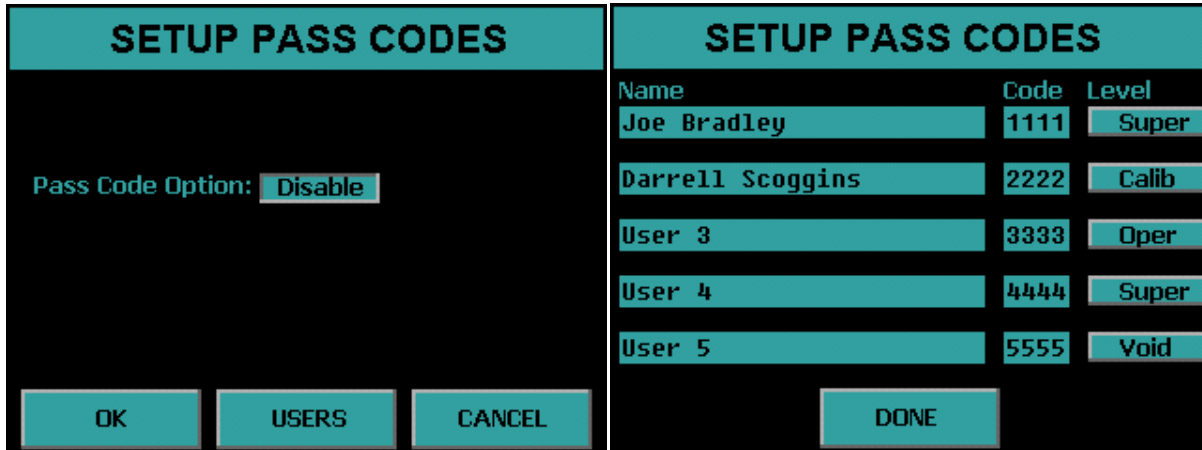 SETUP PASS CODES
Pass Code Option: Disable
OK USERS CANCEL
SETUP PASS CODES
Name Code Level
Joe Bradley 1111 Super
Darrell Scoggins 2222 Calib
User 3 3333 Oper
User 4 4444 Super
User 5 5555 Void
DONE